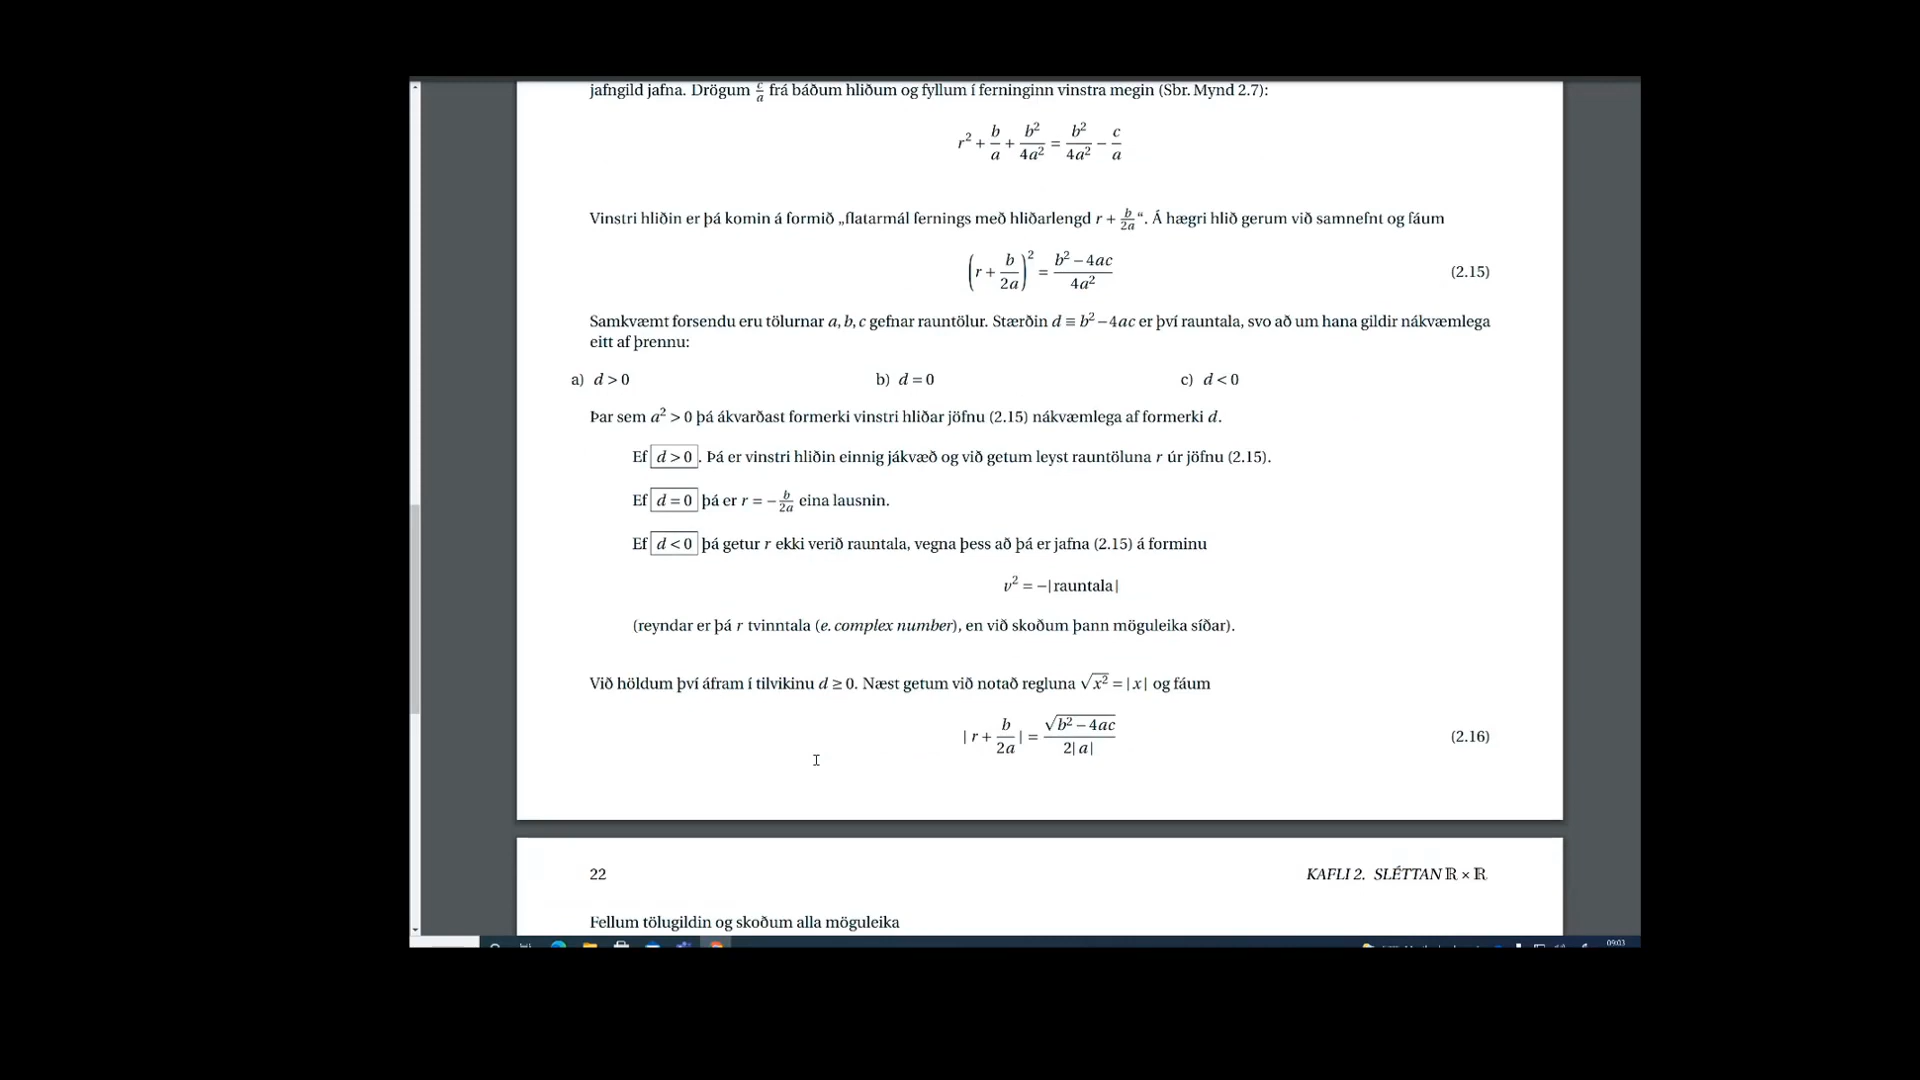 jafngild jafna. Drögum c/a frá báðum hliðum og fyllum í ferninginn vinstra megin (Sbr. Mynd 2.7):
r² + b/a + b²/4a² = b²/4a² − c/a
Vinstri hliðin er þá komin á formið „flatarmál fernings með hliðarlengd r + b/2a“. Á hægri hlið gerum við samnefnt og fáum
(r + b/2a)² = (b² − 4ac)/4a² (2.15)
Samkvæmt forsendu eru tölurnar a, b, c gefnar rauntölur. Stærðin d ≡ b² − 4ac er því rauntala, svo að um hana gildir nákvæmlega
eitt af þrennu:
a) d > 0 b) d = 0 c) d < 0
Þar sem a² > 0 þá ákvarðast formerki vinstri hliðar jöfnu (2.15) nákvæmlega af formerki d.
Ef d > 0. Þá er vinstri hliðin einnig jákvæð og við getum leyst rauntöluna r úr jöfnu (2.15).
Ef d = 0 þá er r = −b/2a eina lausnin.
Ef d < 0 þá getur r ekki verið rauntala, vegna þess að þá er jafna (2.15) á forminu
v² = −|rauntala|
(reyndar er þá r tvinntala (e. complex number), en við skoðum þann möguleika síðar).
Við höldum því áfram í tilvikinu d ≥ 0. Næst getum við notað regluna √x² = |x| og fáum
|r + b/2a| = √(b² − 4ac)/2|a| (2.16)
22 KAFLI 2. SLÉTTAN ℝ × ℝ
Fellum tölugildin og skoðum alla möguleika
09:03